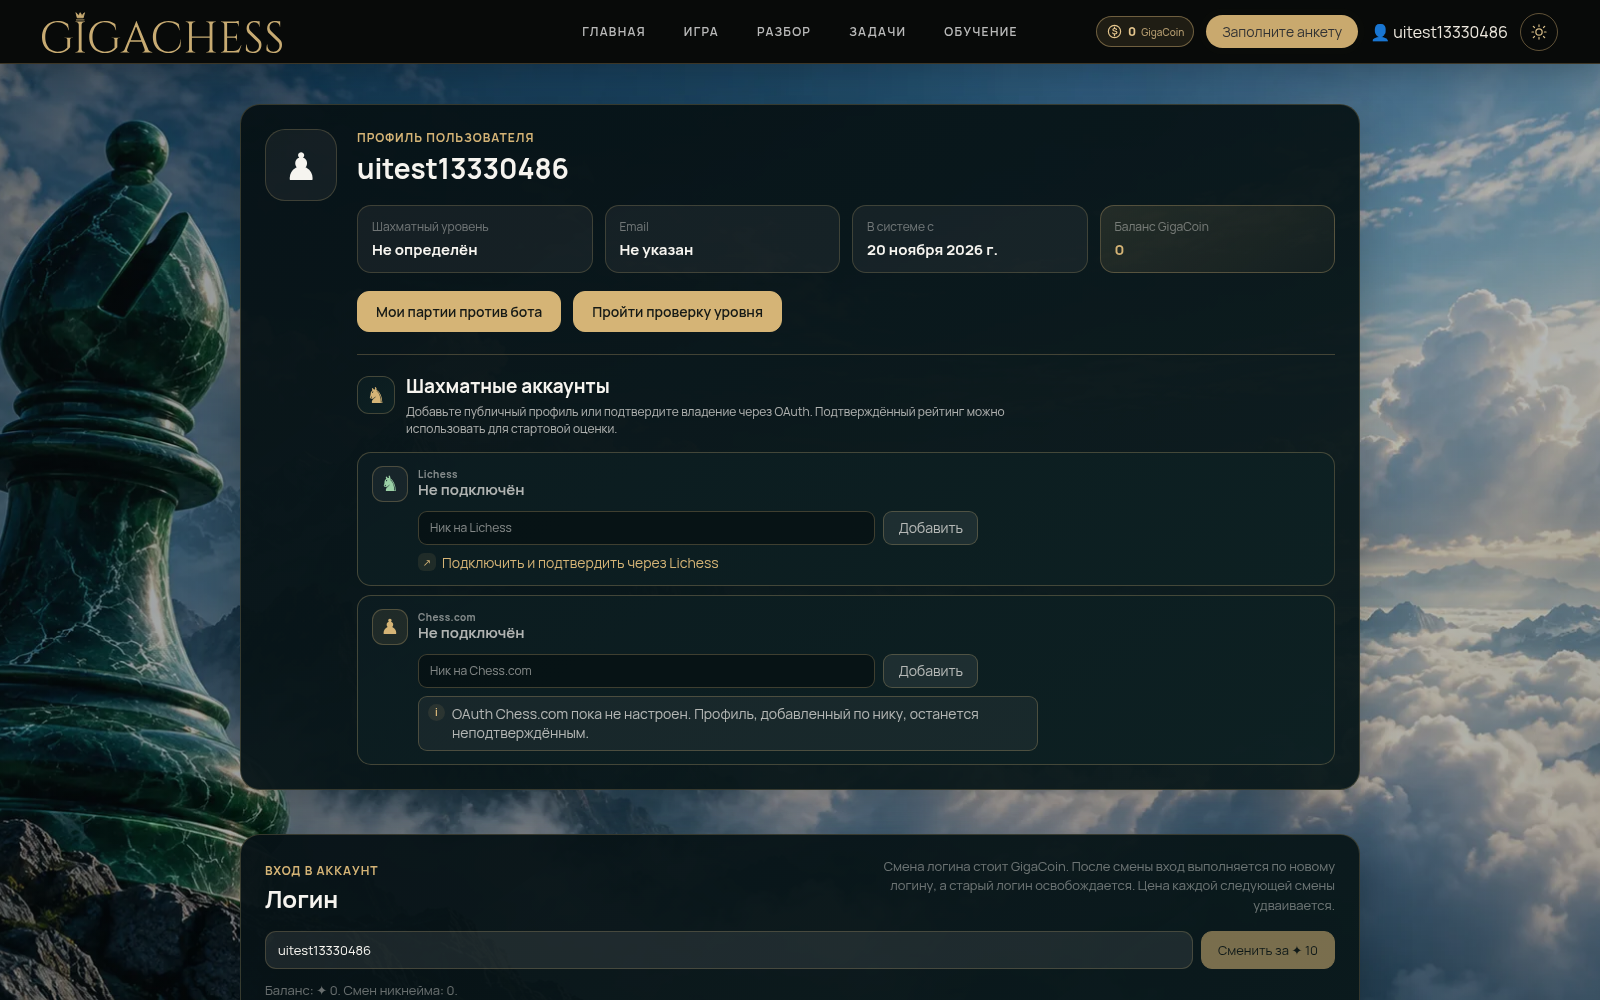 GIGACHESS
ГЛАВНАЯ ИГРА РАЗБОР ЗАДАЧИ ОБУЧЕНИЕ
0 GigaCoin
Заполните анкету
uitest13330486
ПРОФИЛЬ ПОЛЬЗОВАТЕЛЯ
uitest13330486
Шахматный уровень
Не определён
Email
Не указан
В системе с
20 ноября 2026 г.
Баланс GigaCoin
0
Мои партии против бота
Пройти проверку уровня
Шахматные аккаунты
Добавьте публичный профиль или подтвердите владение через OAuth. Подтверждённый рейтинг можно
использовать для стартовой оценки.
Lichess
Не подключён
Ник на Lichess
Добавить
↗ Подключить и подтвердить через Lichess
Chess.com
Не подключён
Ник на Chess.com
Добавить
i OAuth Chess.com пока не настроен. Профиль, добавленный по нику, останется
неподтверждённым.
ВХОД В АККАУНТ
Логин
Смена логина стоит GigaCoin. После смены вход выполняется по новому
логину, а старый логин освобождается. Цена каждой следующей смены
удваивается.
uitest13330486
Сменить за ✦ 10
Баланс: ✦ 0. Смен никнейма: 0.